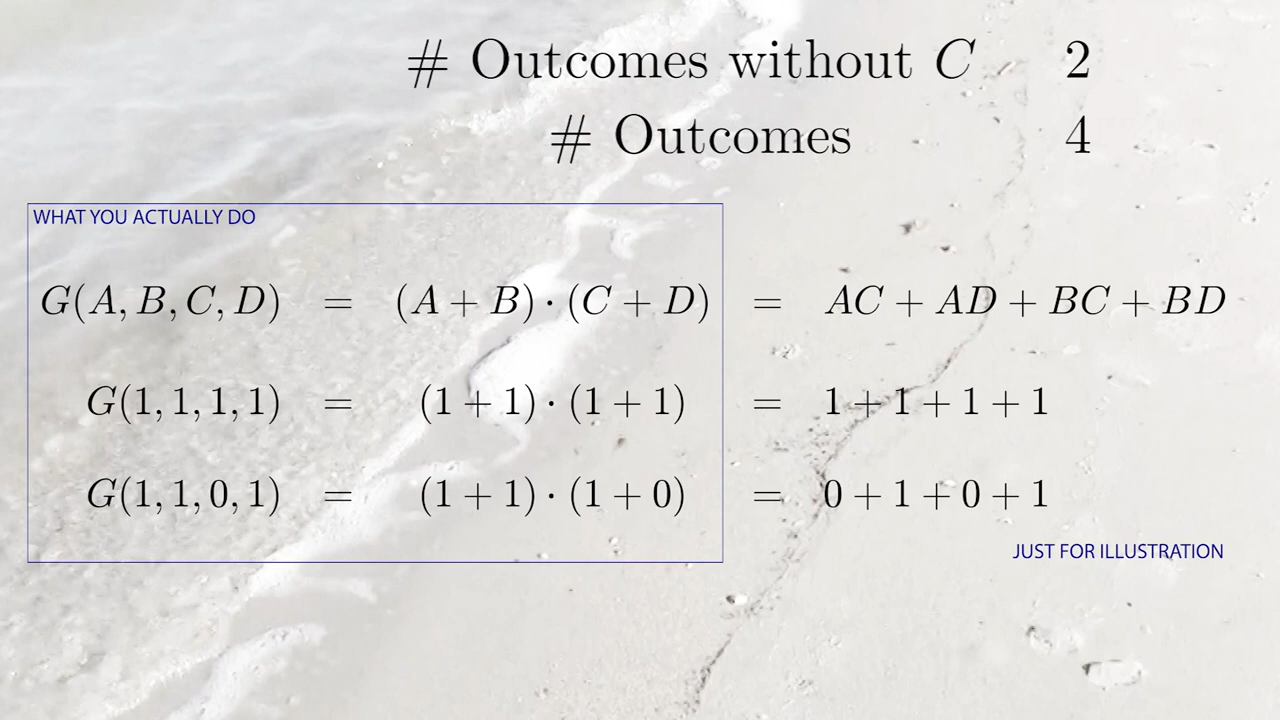 # Outcomes without C 2
# Outcomes 4
WHAT YOU ACTUALLY DO
G(A, B, C, D) = (A + B) · (C + D) = AC + AD + BC + BD
G(1, 1, 1, 1) = (1 + 1) · (1 + 1) = 1 + 1 + 1 + 1
G(1, 1, 0, 1) = (1 + 1) · (1 + 0) = 0 + 1 + 0 + 1
JUST FOR ILLUSTRATION